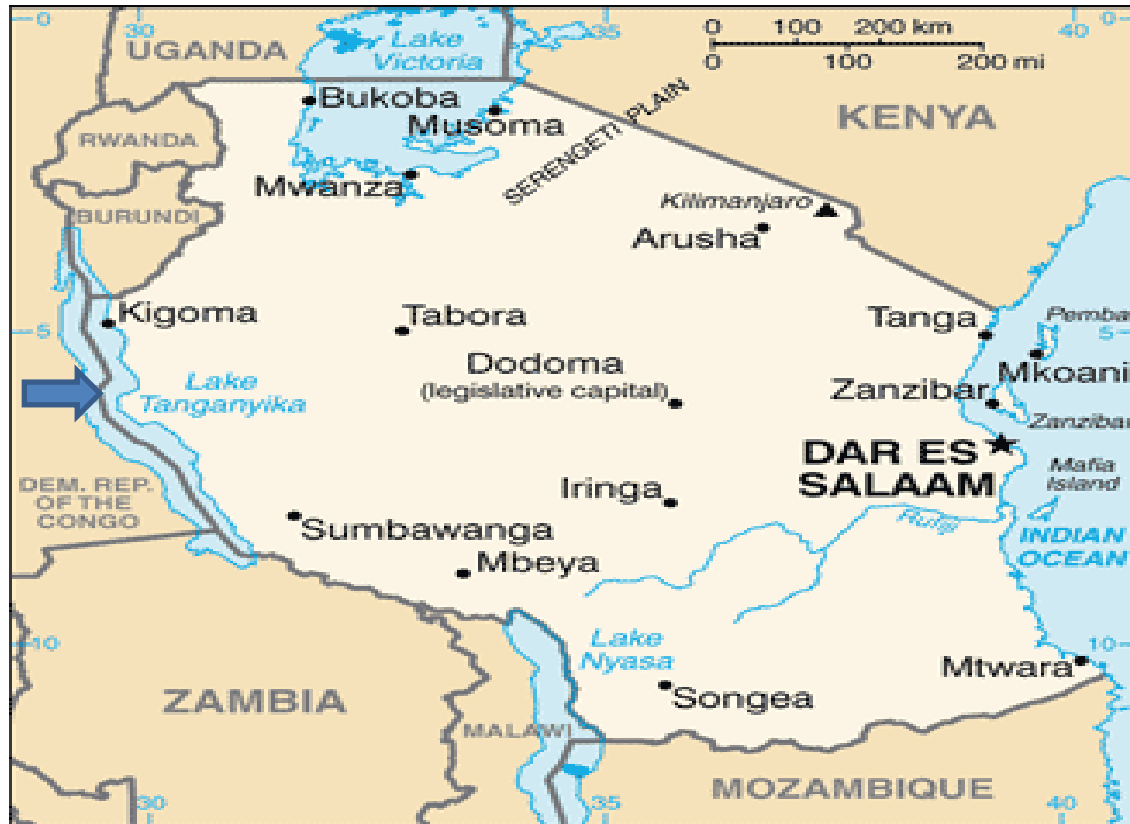 0
30
35
40
0
UGANDA
Lake
Victoria
0 100 200 km
0 100 200 mi
KENYA
RWANDA
Bukoba
Musoma
SERENGETI PLAIN
Mwanza
BURUNDI
Kilimanjaro
Arusha
Kigoma
Tabora
Tanga
Pemba
5
5
Dodoma
(legislative capital)
Mkoani
Lake
Tanganyika
Zanzibar
Zanzibar
DAR ES
SALAAM
Mafia
Island
DEM. REP.
OF THE
CONGO
Iringa
Rufiji
INDIAN
OCEAN
Sumbawanga
Mbeya
10
10
Lake
Nyasa
Mtwara
ZAMBIA
Songea
MALAWI
MOZAMBIQUE
30
35
40